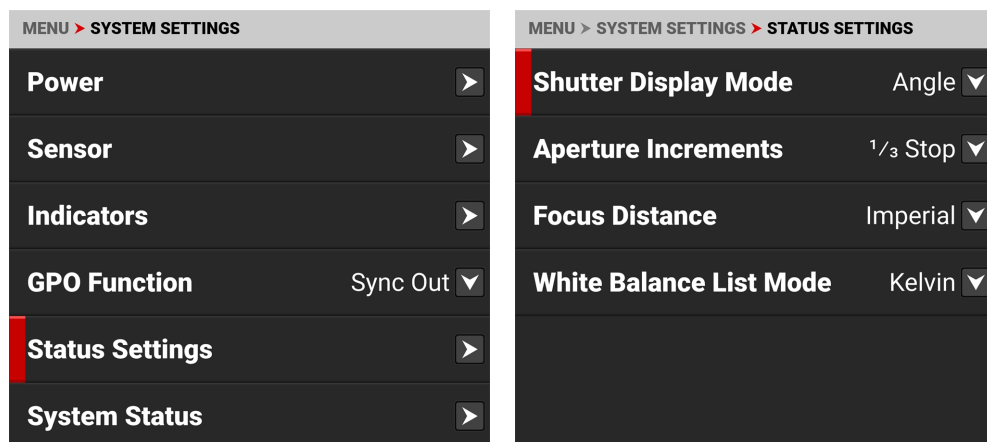 MENU ➤ SYSTEM SETTINGS
Power
Sensor
Indicators
GPO Function Sync Out
Status Settings
System Status
MENU ➤ SYSTEM SETTINGS ➤ STATUS SETTINGS
Shutter Display Mode Angle
Aperture Increments 1/3 Stop
Focus Distance Imperial
White Balance List Mode Kelvin